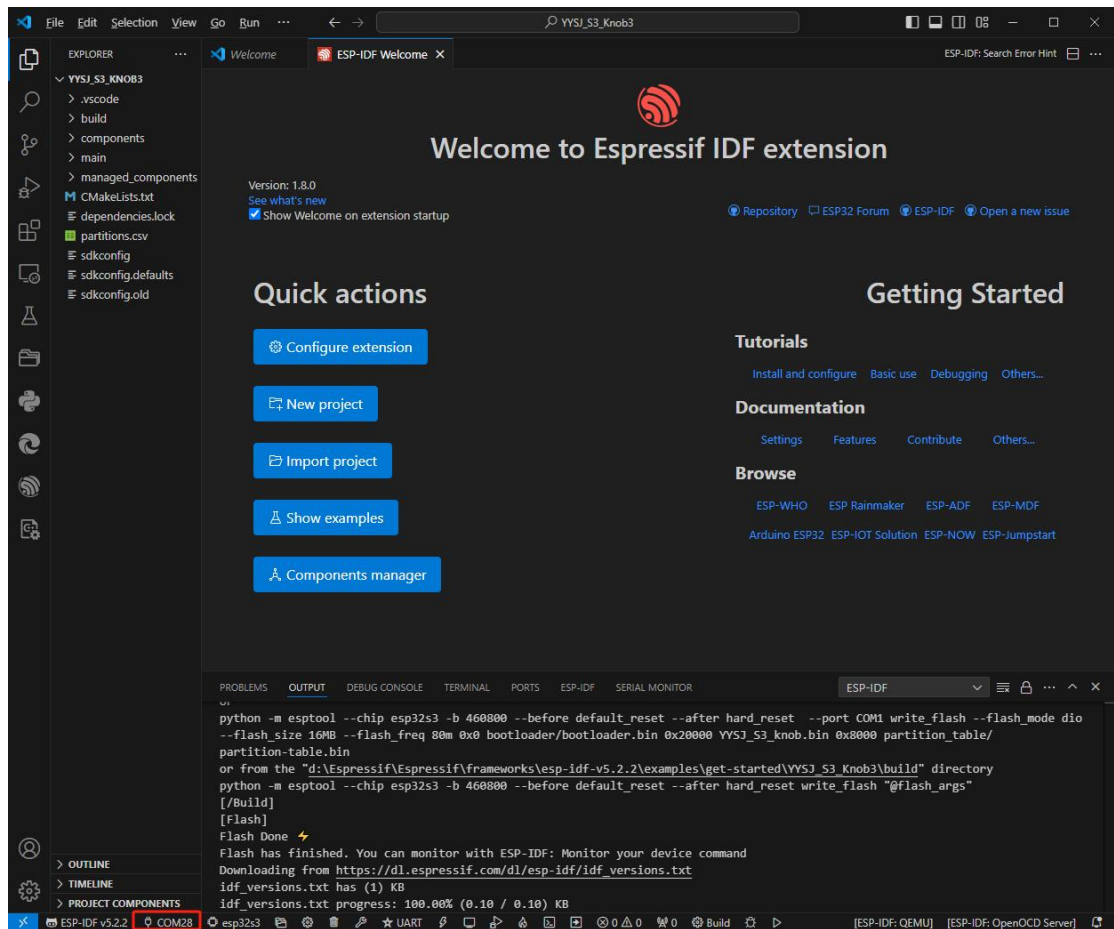 File Edit Selection View Go Run ··· ← → YYSJ_S3_Knob3
EXPLORER ···
Welcome
ESP-IDF Welcome ×
ESP-IDF: Search Error Hint ···
YYSJ_S3_KNOB3
.vscode
build
components
main
managed_components
CMakeLists.txt
dependencies.lock
partitions.csv
sdkconfig
sdkconfig.defaults
sdkconfig.old
OUTLINE
TIMELINE
PROJECT COMPONENTS
Welcome to Espressif IDF extension
Version: 1.8.0
See what's new
Show Welcome on extension startup
Repository ESP32 Forum ESP-IDF Open a new issue
Quick actions
Configure extension
New project
Import project
Show examples
Components manager
Getting Started
Tutorials
Install and configure Basic use Debugging Others...
Documentation
Settings Features Contribute Others...
Browse
ESP-WHO ESP Rainmaker ESP-ADF ESP-MDF
Arduino ESP32 ESP-IOT Solution ESP-NOW ESP-Jumpstart
PROBLEMS OUTPUT DEBUG CONSOLE TERMINAL PORTS ESP-IDF SERIAL MONITOR ESP-IDF
or
python -m esptool --chip esp32s3 -b 460800 --before default_reset --after hard_reset --port COM1 write_flash --flash_mode dio
--flash_size 16MB --flash_freq 80m 0x0 bootloader/bootloader.bin 0x20000 YYSJ_S3_knob.bin 0x8000 partition_table/
partition-table.bin
or from the "d:\Espressif\Espressif\frameworks\esp-idf-v5.2.2\examples\get-started\YYSJ_S3_Knob3\build" directory
python -m esptool --chip esp32s3 -b 460800 --before default_reset --after hard_reset write_flash "@flash_args"
[/Build]
[Flash]
Flash Done ⚡
Flash has finished. You can monitor with ESP-IDF: Monitor your device command
Downloading from https://dl.espressif.com/dl/esp-idf/idf_versions.txt
idf_versions.txt has (1) KB
idf_versions.txt progress: 100.00% (0.10 / 0.10) KB
ESP-IDF v5.2.2 COM28 esp32s3 UART 0 0 0 Build [ESP-IDF: QEMU] [ESP-IDF: OpenOCD Server]